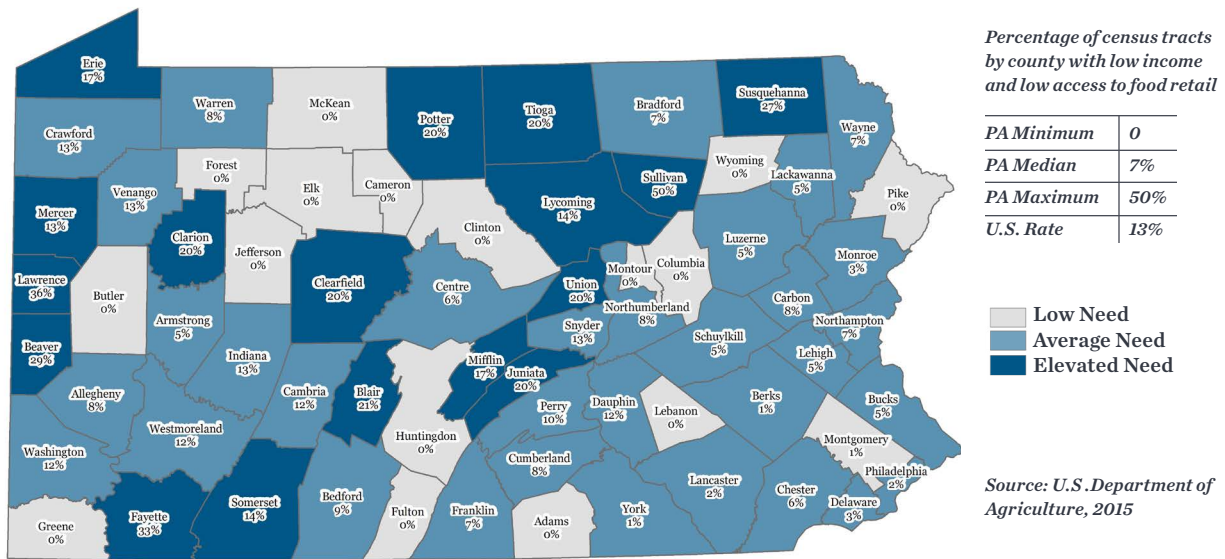 Erie
17%
Warren
8%
McKean
0%
Potter
20%
Tioga
20%
Bradford
7%
Susquehanna
27%
Wayne
7%
Crawford
13%
Forest
0%
Elk
0%
Cameron
0%
Sullivan
50%
Wyoming
0%
Lackawanna
5%
Pike
0%
Venango
13%
Mercer
13%
Clarion
20%
Jefferson
0%
Clinton
0%
Lycoming
14%
Luzerne
5%
Columbia
0%
Montour
0%
Monroe
3%
Lawrence
36%
Butler
0%
Clearfield
20%
Centre
6%
Union
20%
Northumberland
8%
Carbon
8%
Northampton
7%
Armstrong
5%
Snyder
13%
Schuylkill
5%
Lehigh
5%
Beaver
29%
Indiana
13%
Mifflin
17%
Juniata
20%
Allegheny
8%
Cambria
12%
Blair
21%
Perry
10%
Dauphin
12%
Lebanon
0%
Berks
1%
Bucks
5%
Westmoreland
12%
Huntingdon
0%
Montgomery
1%
Washington
12%
Cumberland
8%
Philadelphia
2%
Lancaster
2%
Chester
6%
Delaware
3%
Greene
0%
Fayette
33%
Somerset
14%
Bedford
9%
Fulton
0%
Franklin
7%
Adams
0%
York
1%
Percentage of census tracts
by county with low income
and low access to food retail
PA Minimum 0
PA Median 7%
PA Maximum 50%
U.S. Rate 13%
Low Need
Average Need
Elevated Need
Source: U.S .Department of
Agriculture, 2015